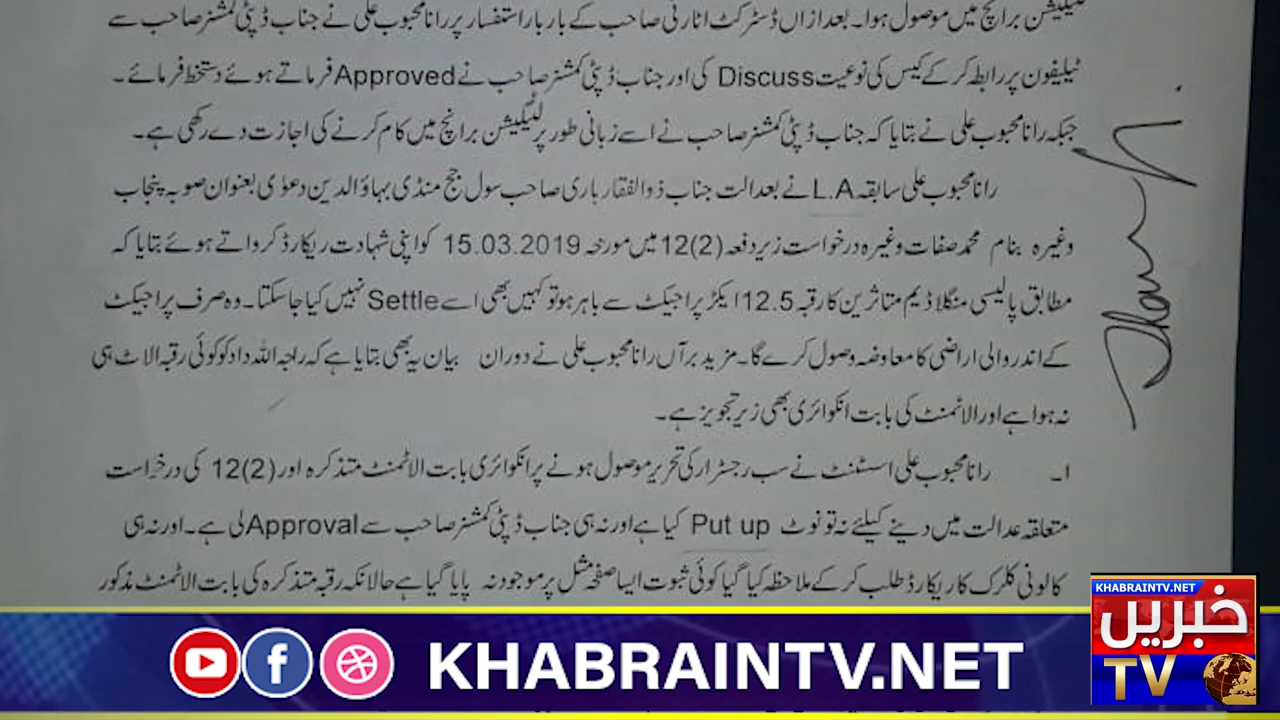 لیٹیگیشن برانچ میں موصول ہوا۔ بعدازاں ڈسٹرکٹ اٹارنی صاحب کے بار بار استفسار پر رانا محبوب علی نے جناب ڈپٹی کمشنر صاحب سے
ٹیلیفون پر رابطہ کر کے کیس کی نوعیت Discuss کی اور جناب ڈپٹی کمشنر صاحب نے Approved فرماتے ہوئے دستخط فرمائے۔
جبکہ رانا محبوب علی نے بتایا کہ جناب ڈپٹی کمشنر صاحب نے اسے زبانی طور پر لٹیگیشن برانچ میں کام کرنے کی اجازت دے رکھی ہے۔
رانا محبوب علی سابقہ L.A نے بعدالت جناب ذوالفقار باری صاحب سول جج منڈی بہاؤالدین دعوٰی بعنوان صوبہ پنجاب
وغیرہ بنام محمد صفات وغیرہ درخواست زیر دفعہ 12(2) میں مورخہ 15.03.2019 کو اپنی شہادت ریکارڈ کرواتے ہوئے بتایا کہ
مطابق پالیسی منگلا ڈیم متاثرین کا رقبہ 12.5 ایکڑ پراجیکٹ سے باہر ہو تو کہیں بھی اسے Settle نہیں کیا جا سکتا۔ وہ صرف پراجیکٹ
کے اندر والی اراضی کا معاوضہ وصول کرے گا۔ مزید برآں رانا محبوب علی نے دوران بیان یہ بھی بتایا ہے کہ راجہ اللہ داد کو کوئی رقبہ الاٹ ہی
نہ ہوا ہے اور الاٹمنٹ کی بابت انکوائری بھی زیر تجویز ہے۔
۱۔ رانا محبوب علی اسسٹنٹ نے سب رجسٹرار کی تحریر موصول ہونے پر انکوائری بابت الاٹمنٹ متذکرہ اور 12(2) کی درخواست
متعلقہ عدالت میں دینے کیلئے نہ تو نوٹ Put up کیا ہے اور نہ ہی جناب ڈپٹی کمشنر صاحب سے Approval لی ہے۔ اور نہ ہی
کالونی کلرک کا ریکارڈ طلب کر کے ملاحظہ کیا گیا کوئی ثبوت ایسا صفحہ مثل پر موجود نہ پایا گیا ہے حالانکہ رقبہ متذکرہ کی بابت الاٹمنٹ مذکور
KHABRAINTV.NET
KHABRAINTV.NET
خبریں
TV